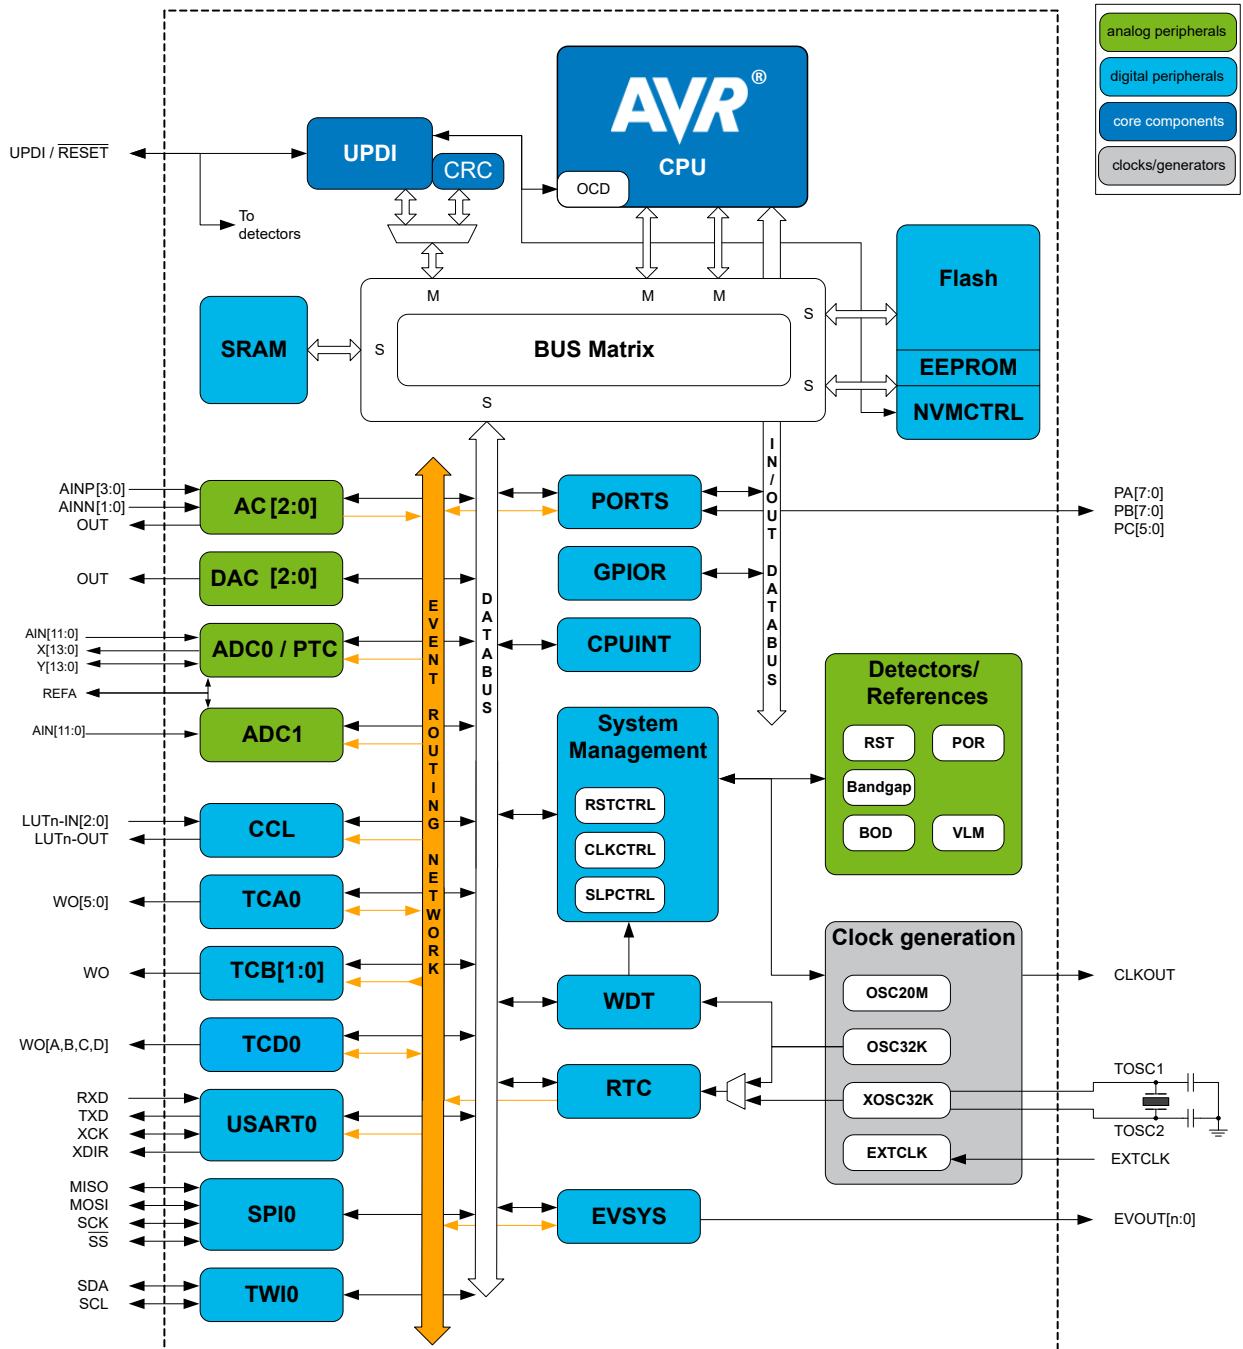 analog peripherals
digital peripherals
core components
clocks/generators
AVR®
CPU
OCD
UPDI / RESET
UPDI
CRC
To
detectors
M
M
M
S
S
S
S
BUS Matrix
SRAM
Flash
EEPROM
NVMCTRL
AINP[3:0]
AINN[1:0]
OUT
AC [2:0]
OUT
DAC [2:0]
AIN[11:0]
X[13:0]
Y[13:0]
ADC0 / PTC
REFA
AIN[11:0]
ADC1
LUTn-IN[2:0]
LUTn-OUT
CCL
WO[5:0]
TCA0
WO
TCB[1:0]
WO[A,B,C,D]
TCD0
RXD
TXD
XCK
XDIR
USART0
MISO
MOSI
SCK
SS
SPI0
SDA
SCL
TWI0
EVENT ROUTING NETWORK
DATABUS
IN/OUT DATABUS
PORTS
PA[7:0]
PB[7:0]
PC[5:0]
GPIOR
CPUINT
System
Management
RSTCTRL
CLKCTRL
SLPCTRL
WDT
RTC
EVSYS
EVOUT[n:0]
Detectors/
References
RST
POR
Bandgap
BOD
VLM
Clock generation
OSC20M
OSC32K
XOSC32K
EXTCLK
CLKOUT
TOSC1
TOSC2
EXTCLK